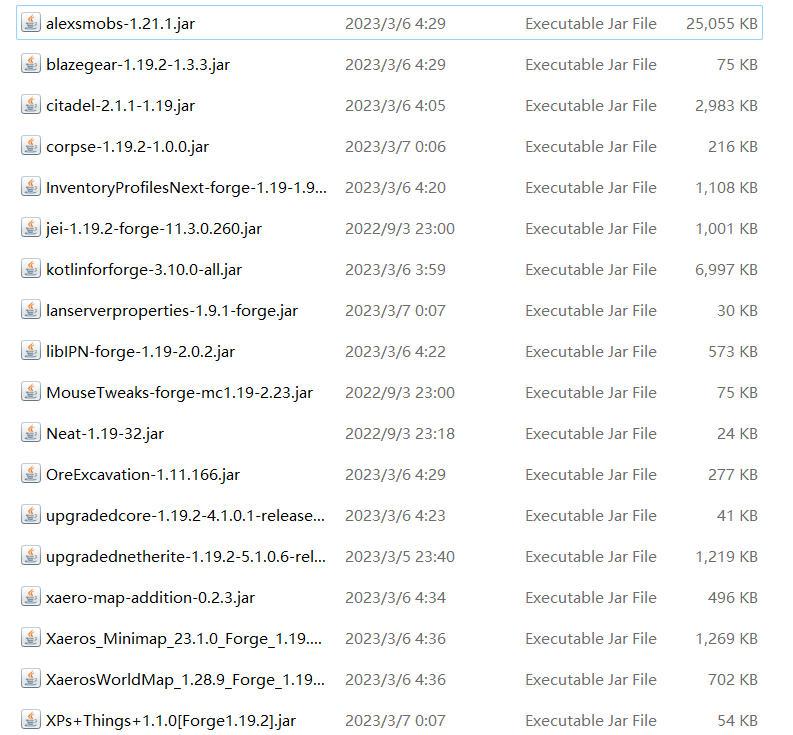 alexsmobs-1.21.1.jar 2023/3/6 4:29 Executable Jar File 25,055 KB
blazegear-1.19.2-1.3.3.jar 2023/3/6 4:29 Executable Jar File 75 KB
citadel-2.1.1-1.19.jar 2023/3/6 4:05 Executable Jar File 2,983 KB
corpse-1.19.2-1.0.0.jar 2023/3/7 0:06 Executable Jar File 216 KB
InventoryProfilesNext-forge-1.19-1.9... 2023/3/6 4:20 Executable Jar File 1,108 KB
jei-1.19.2-forge-11.3.0.260.jar 2022/9/3 23:00 Executable Jar File 1,001 KB
kotlinforforge-3.10.0-all.jar 2023/3/6 3:59 Executable Jar File 6,997 KB
lanserverproperties-1.9.1-forge.jar 2023/3/7 0:07 Executable Jar File 30 KB
libIPN-forge-1.19-2.0.2.jar 2023/3/6 4:22 Executable Jar File 573 KB
MouseTweaks-forge-mc1.19-2.23.jar 2022/9/3 23:00 Executable Jar File 75 KB
Neat-1.19-32.jar 2022/9/3 23:18 Executable Jar File 24 KB
OreExcavation-1.11.166.jar 2023/3/6 4:29 Executable Jar File 277 KB
upgradedcore-1.19.2-4.1.0.1-release... 2023/3/6 4:23 Executable Jar File 41 KB
upgradednetherite-1.19.2-5.1.0.6-rel... 2023/3/5 23:40 Executable Jar File 1,219 KB
xaero-map-addition-0.2.3.jar 2023/3/6 4:34 Executable Jar File 496 KB
Xaeros_Minimap_23.1.0_Forge_1.19.... 2023/3/6 4:36 Executable Jar File 1,269 KB
XaerosWorldMap_1.28.9_Forge_1.19... 2023/3/6 4:36 Executable Jar File 702 KB
XPs+Things+1.1.0[Forge1.19.2].jar 2023/3/7 0:07 Executable Jar File 54 KB